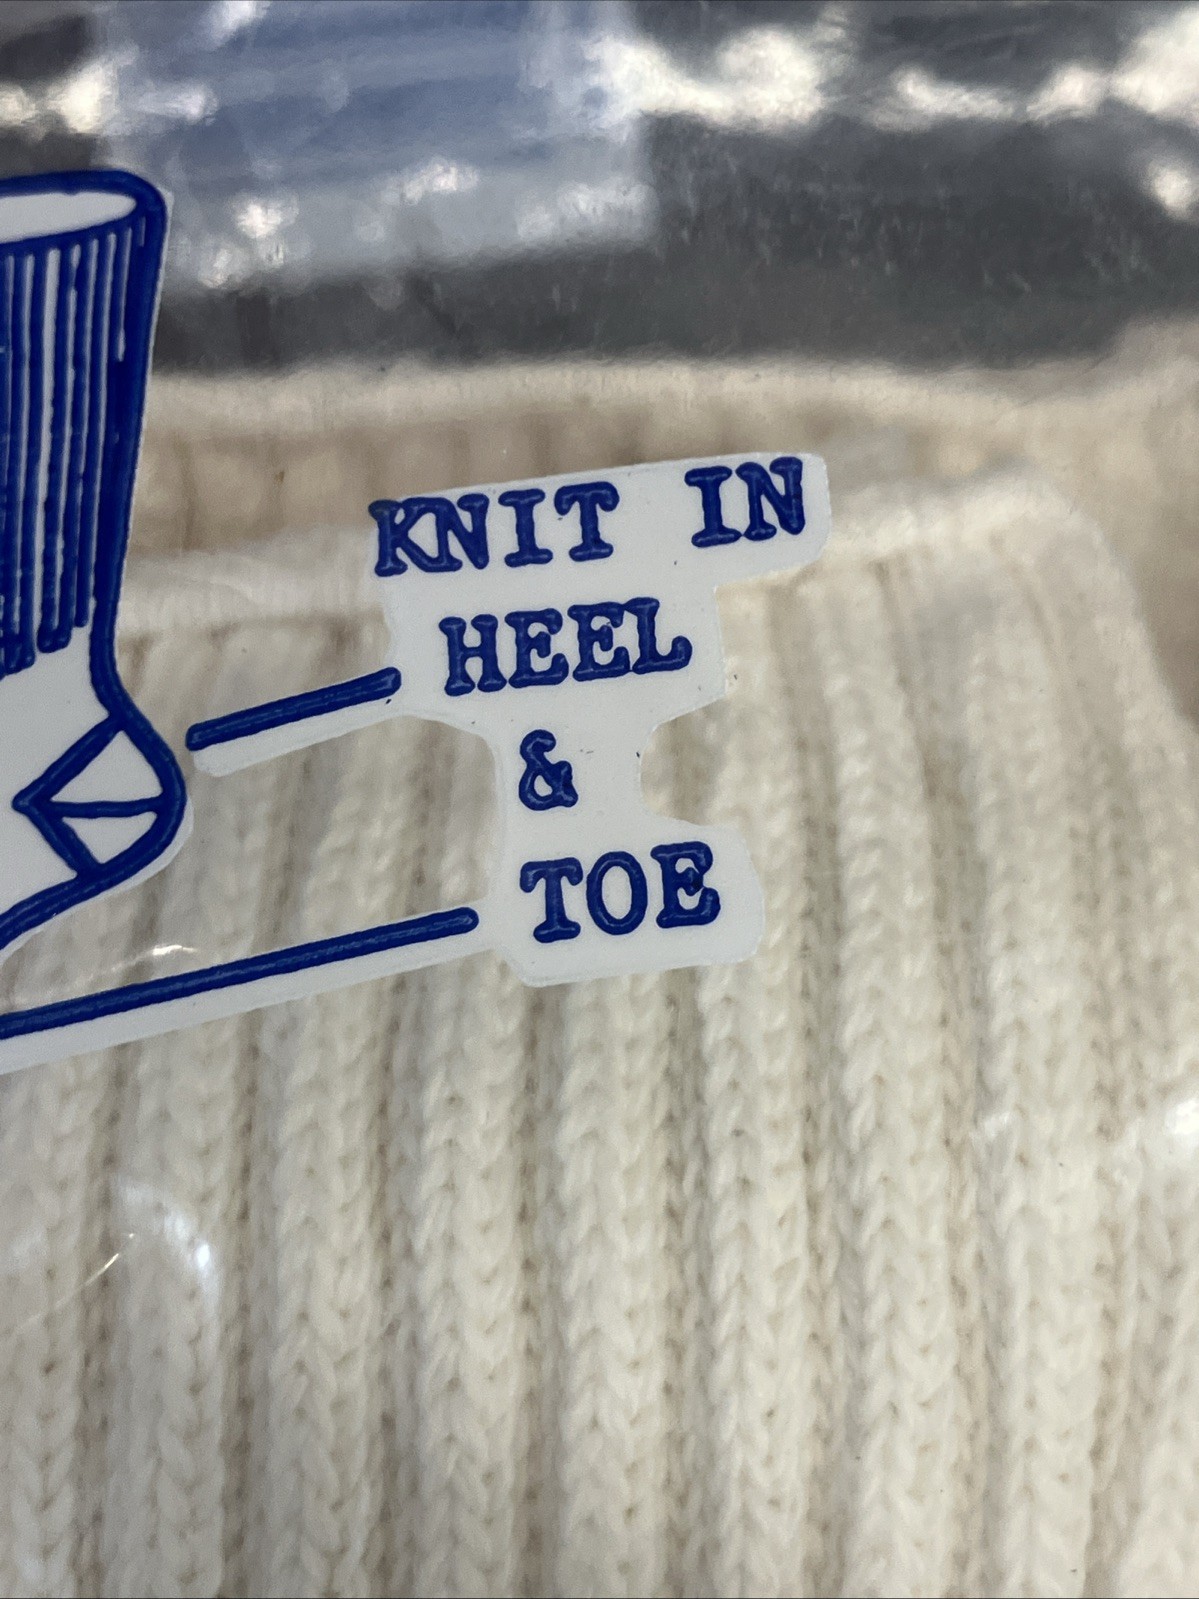 KNIT IN
HEEL
&
TOE